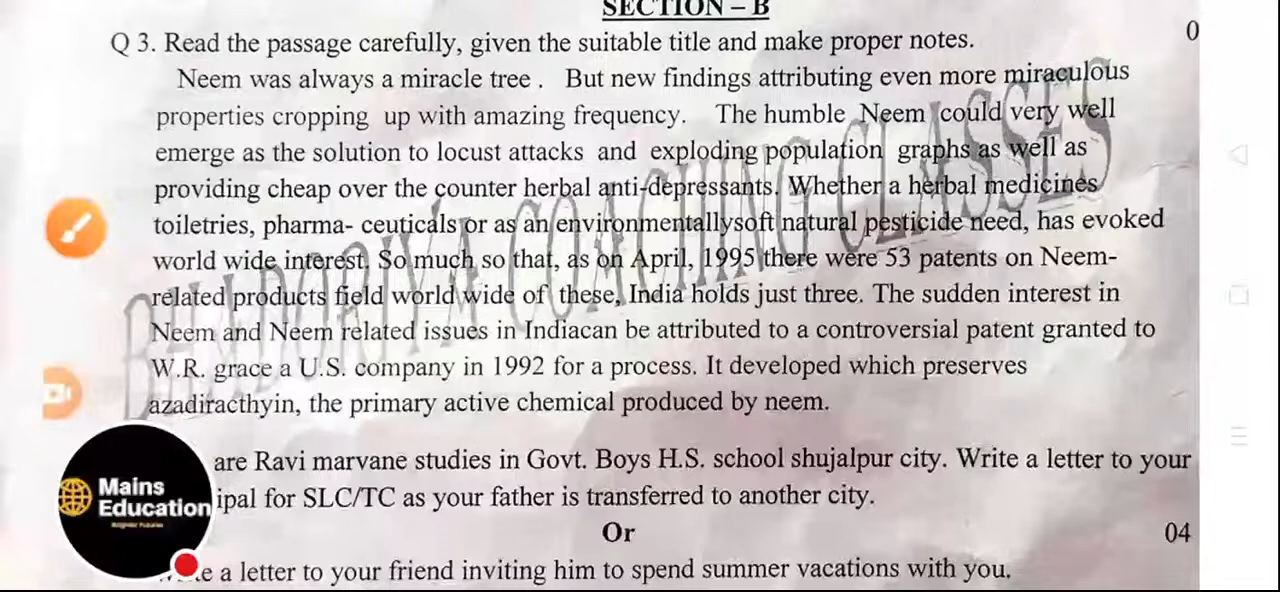 SECTION – B
Q 3. Read the passage carefully, given the suitable title and make proper notes.
0
Neem was always a miracle tree . But new findings attributing even more miraculous
properties cropping up with amazing frequency. The humble Neem could very well
emerge as the solution to locust attacks and exploding population graphs as well as
providing cheap over the counter herbal anti-depressants. Whether a herbal medicines
toiletries, pharma- ceuticals or as an environmentallysoft natural pesticide need, has evoked
world wide interest. So much so that, as on April, 1995 there were 53 patents on Neem-
related products field world wide of these, India holds just three. The sudden interest in
Neem and Neem related issues in Indiacan be attributed to a controversial patent granted to
W.R. grace a U.S. company in 1992 for a process. It developed which preserves
azadiracthyin, the primary active chemical produced by neem.
BHADORIYA COACHING CLASSES
are Ravi marvane studies in Govt. Boys H.S. school shujalpur city. Write a letter to your
ipal for SLC/TC as your father is transferred to another city.
Or
04
a letter to your friend inviting him to spend summer vacations with you.
Mains
Education